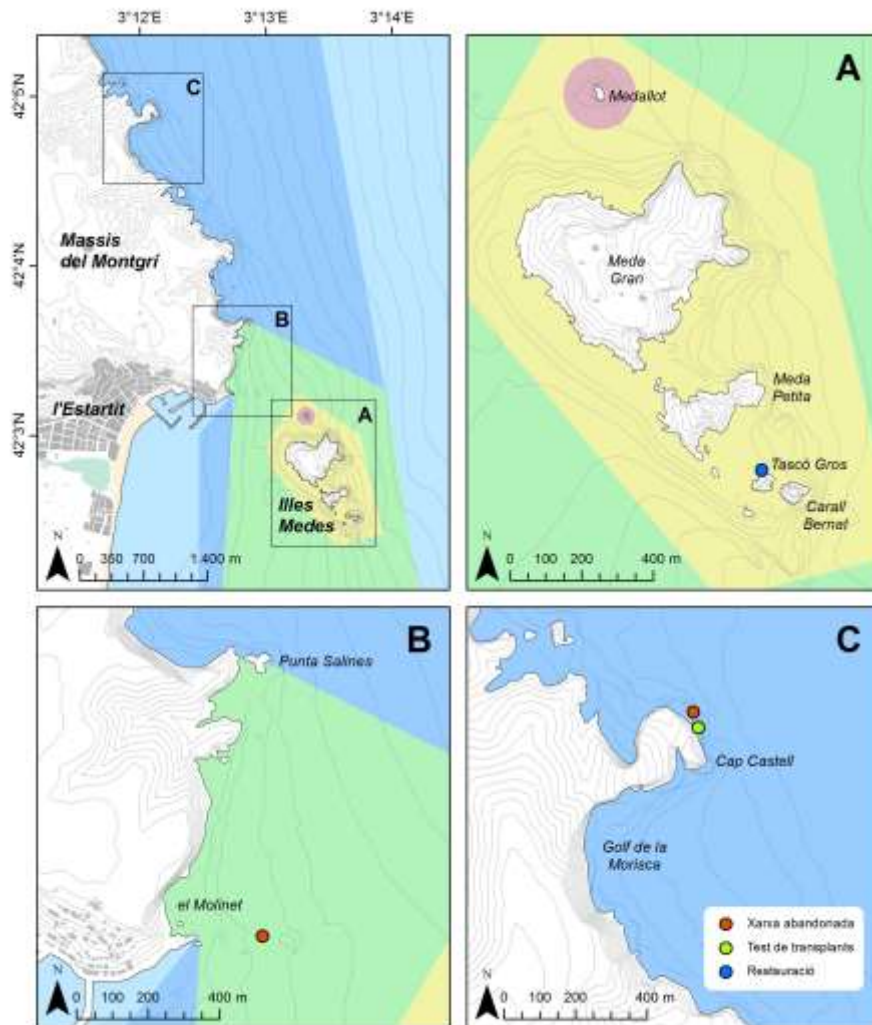 3°12'E 3°13'E 3°14'E
42°5'N
42°4'N
42°3'N
C
Massís
del Montgrí
B
l'Estartit
A
Illes
Medes
N
0 350 700 1.400 m
A
Medallot
Meda
Gran
Meda
Petita
Tascó Gros
Carall
Bernat
N
0 100 200 400 m
B
Punta Salines
el Molinet
N
0 100 200 400 m
C
Cap Castell
Golf de la
Morisca
Xarxa abandonada
Test de transplants
Restauració
N
0 100 200 400 m